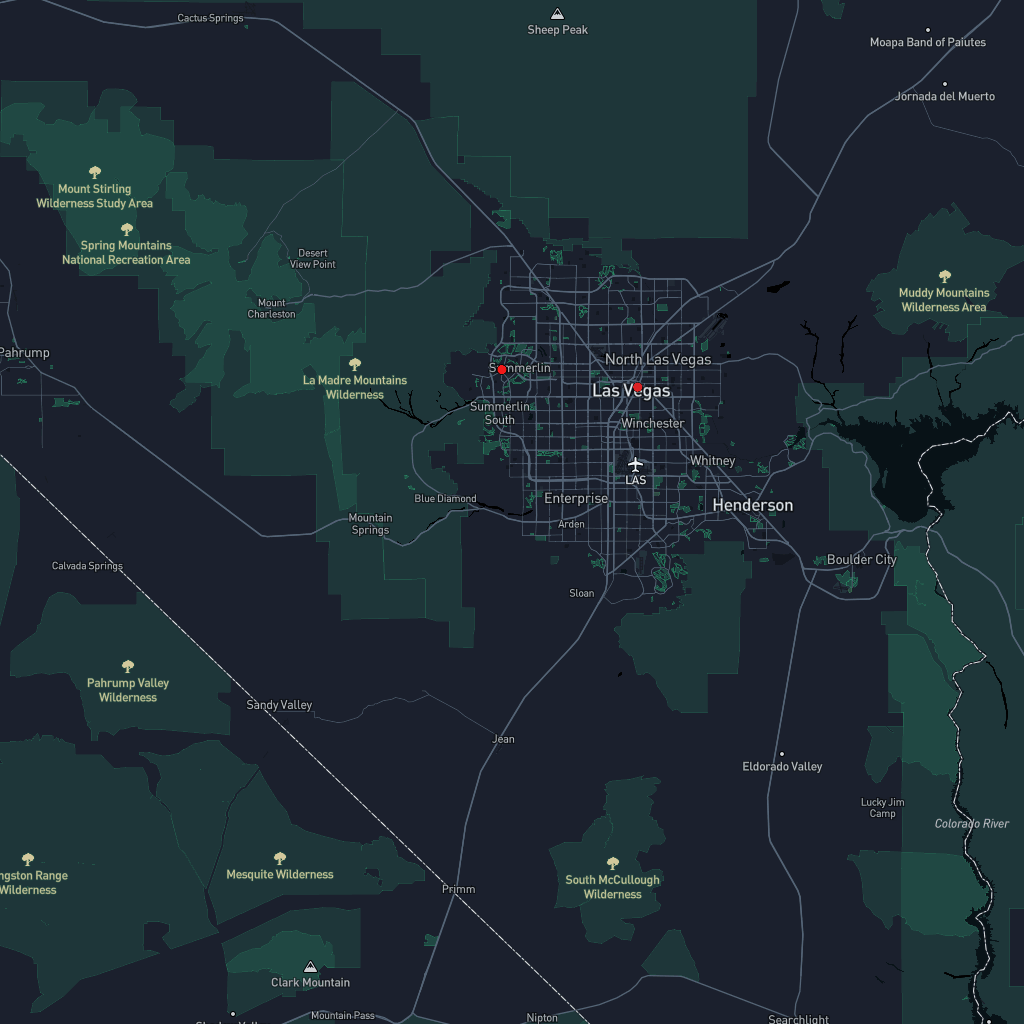 Cactus Springs
Sheep Peak
Moapa Band of Paiutes
Jornada del Muerto
Mount Stirling
Wilderness Study Area
Spring Mountains
National Recreation Area
Desert
View Point
Mount
Charleston
Muddy Mountains
Wilderness Area
Pahrump
La Madre Mountains
Wilderness
Summerlin
North Las Vegas
Las Vegas
Summerlin
South
Winchester
Whitney
LAS
Blue Diamond
Enterprise
Henderson
Mountain
Springs
Arden
Boulder City
Calvada Springs
Sloan
Pahrump Valley
Wilderness
Sandy Valley
Jean
Eldorado Valley
Lucky Jim
Camp
Colorado River
ngston Range
Wilderness
Mesquite Wilderness
South McCullough
Wilderness
Primm
Clark Mountain
Mountain Pass
Nipton
Searchlight